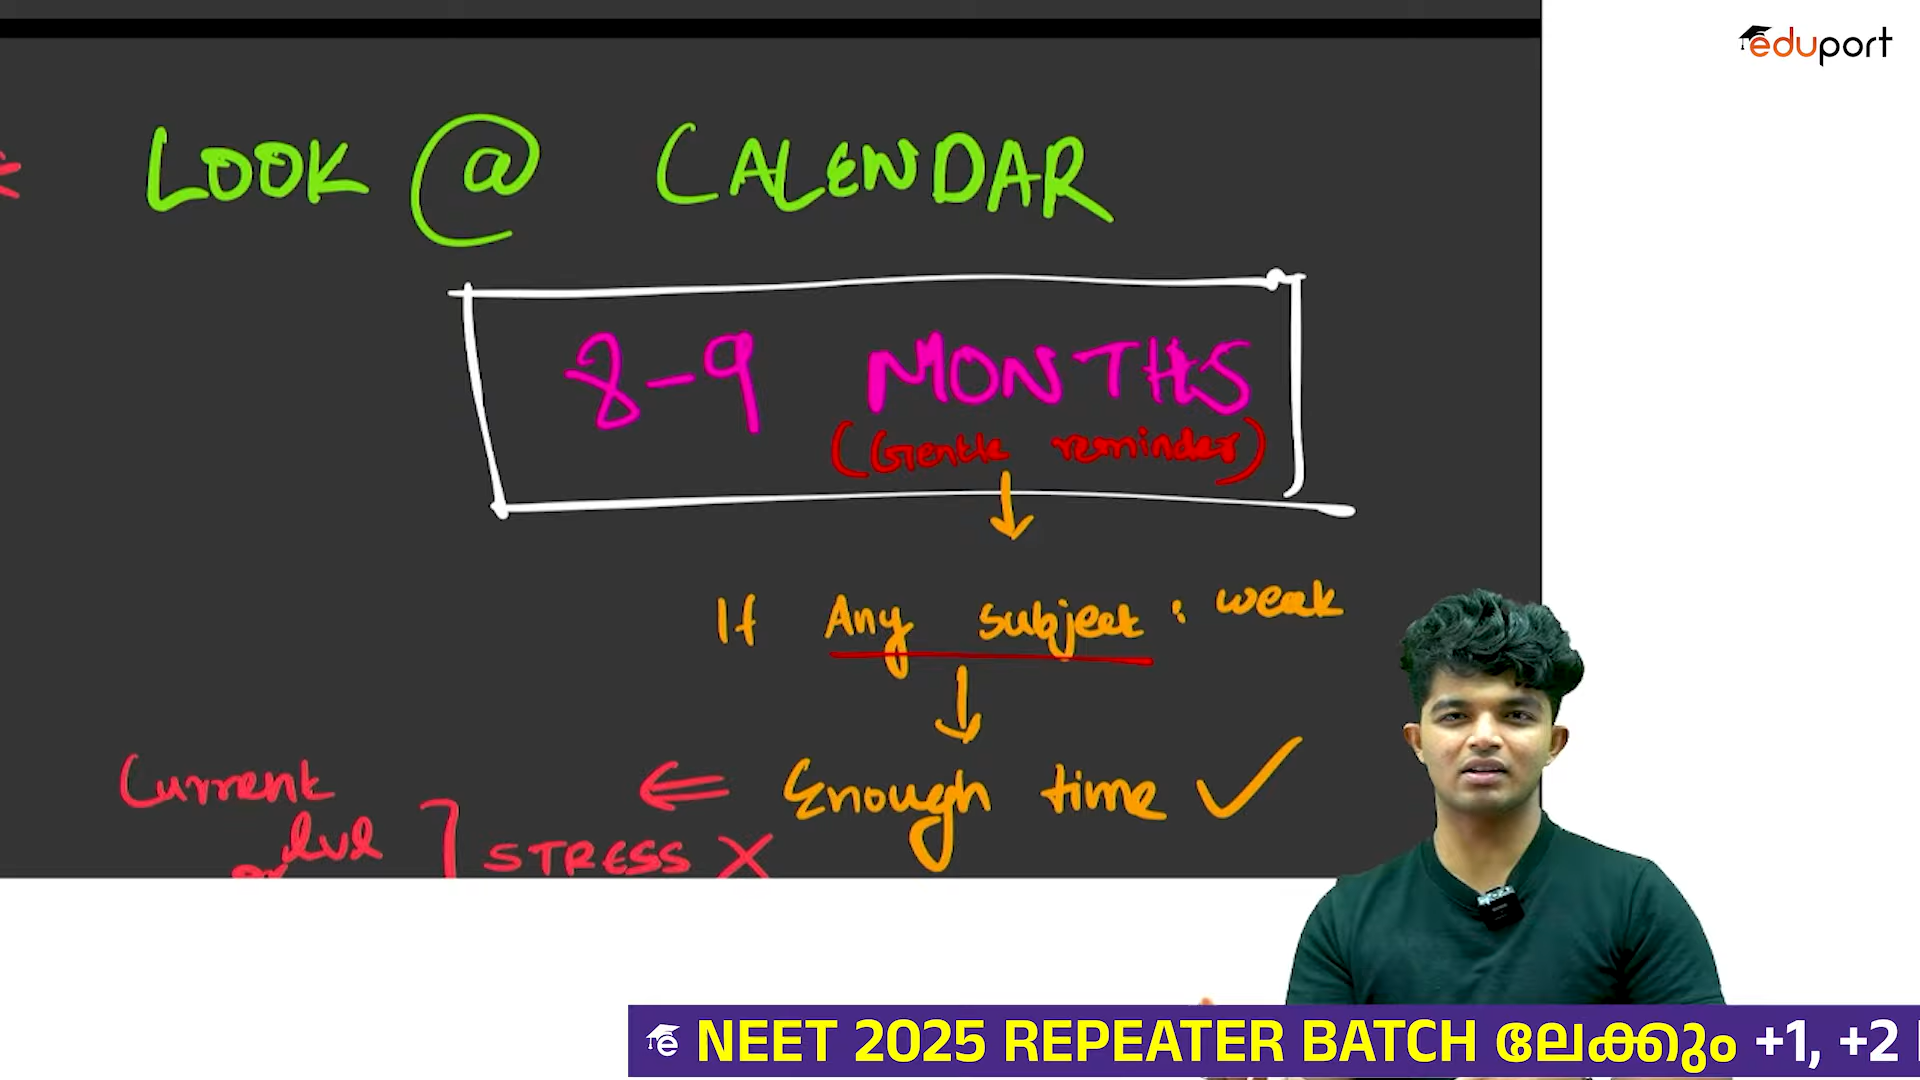 eduport
LOOK @ CALENDAR
8-9 MONTHS
(Gentle reminder)
If Any subject : weak
Enough time ✓
Current
lvl
STRESS X
NEET 2025 REPEATER BATCH ലേക്കും +1, +2